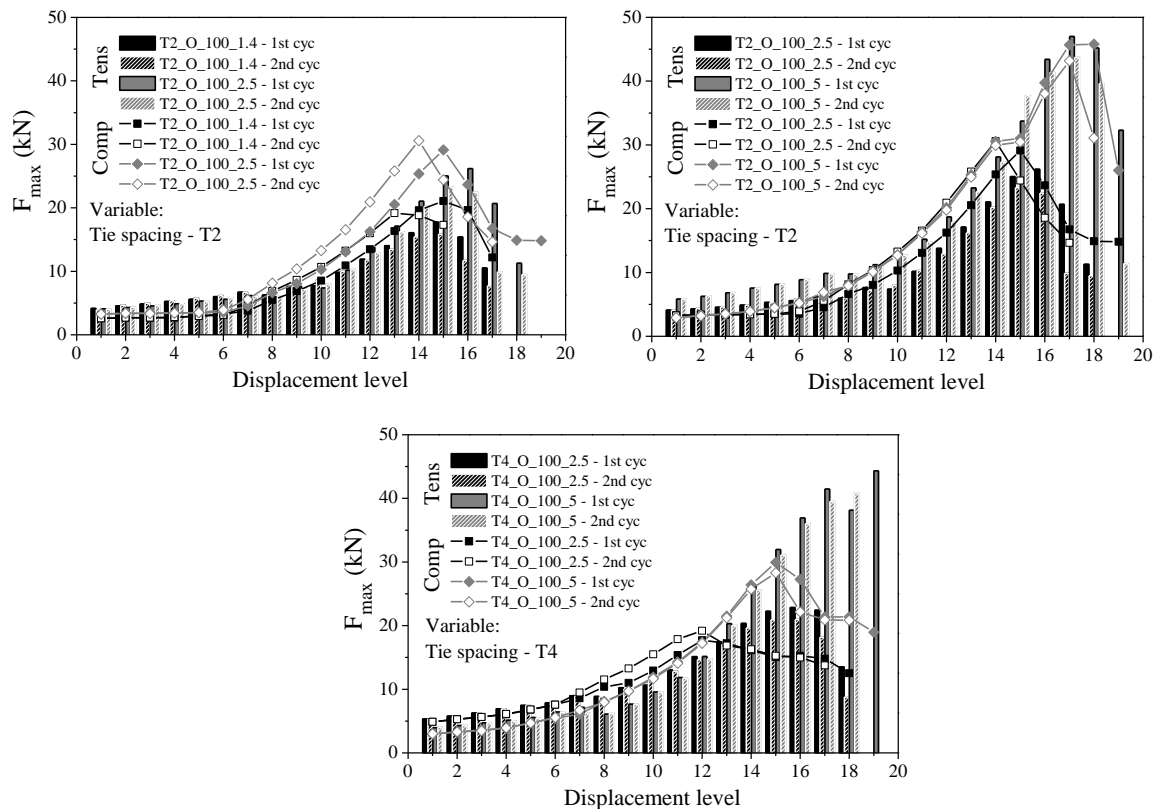 50
40
30
20
10
0
F_max (kN)
Tens
Comp
T2_O_100_1.4 - 1st cyc
T2_O_100_1.4 - 2nd cyc
T2_O_100_2.5 - 1st cyc
T2_O_100_2.5 - 2nd cyc
T2_O_100_1.4 - 1st cyc
T2_O_100_1.4 - 2nd cyc
T2_O_100_2.5 - 1st cyc
T2_O_100_2.5 - 2nd cyc
Variable:
Tie spacing - T2
0 2 4 6 8 10 12 14 16 18 20
Displacement level
50
40
30
20
10
0
F_max (kN)
Tens
Comp
T2_O_100_2.5 - 1st cyc
T2_O_100_2.5 - 2nd cyc
T2_O_100_5 - 1st cyc
T2_O_100_5 - 2nd cyc
T2_O_100_2.5 - 1st cyc
T2_O_100_2.5 - 2nd cyc
T2_O_100_5 - 1st cyc
T2_O_100_5 - 2nd cyc
Variable:
Tie spacing - T2
0 2 4 6 8 10 12 14 16 18 20
Displacement level
50
40
30
20
10
0
F_max (kN)
Tens
Comp
T4_O_100_2.5 - 1st cyc
T4_O_100_2.5 - 2nd cyc
T4_O_100_5 - 1st cyc
T4_O_100_5 - 2nd cyc
T4_O_100_2.5 - 1st cyc
T4_O_100_2.5 - 2nd cyc
T4_O_100_5 - 1st cyc
T4_O_100_5 - 2nd cyc
Variable:
Tie spacing - T4
0 2 4 6 8 10 12 14 16 18 20
Displacement level